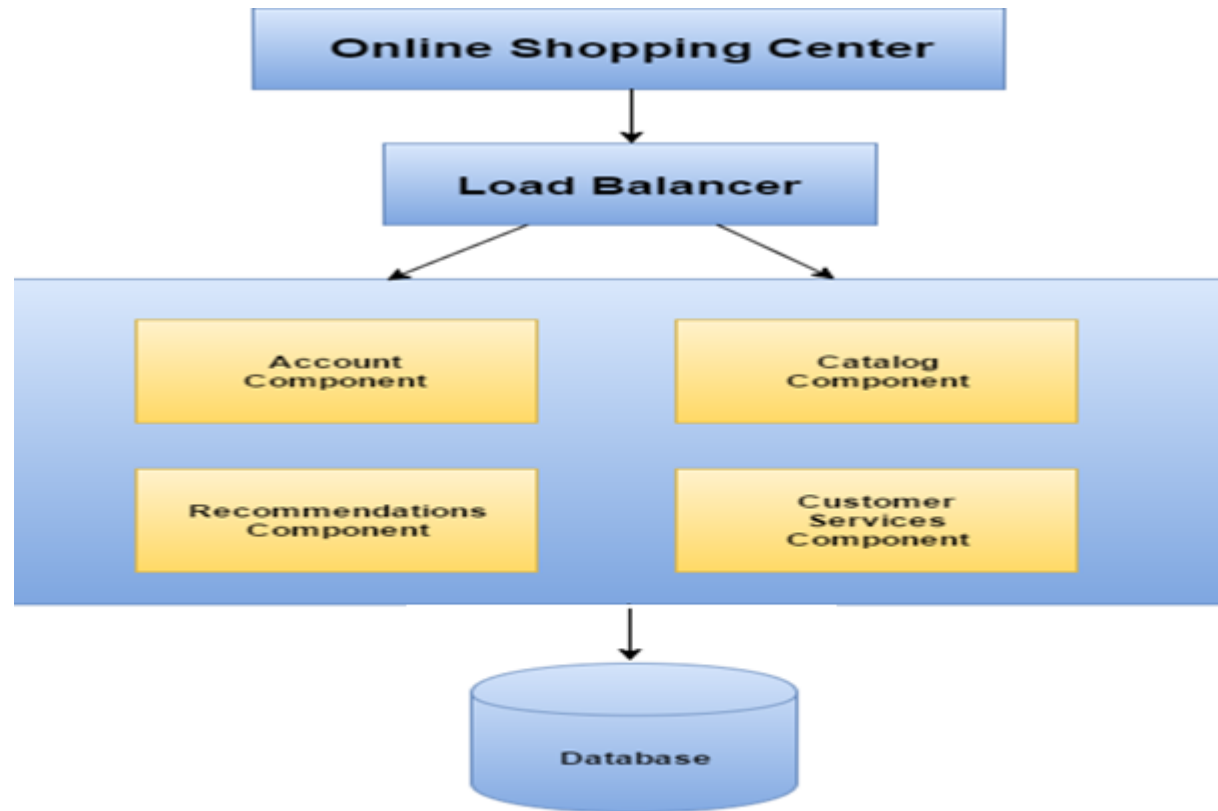 Online Shopping Center
Load Balancer
Account
Component
Catalog
Component
Recommendations
Component
Customer
Services
Component
Database